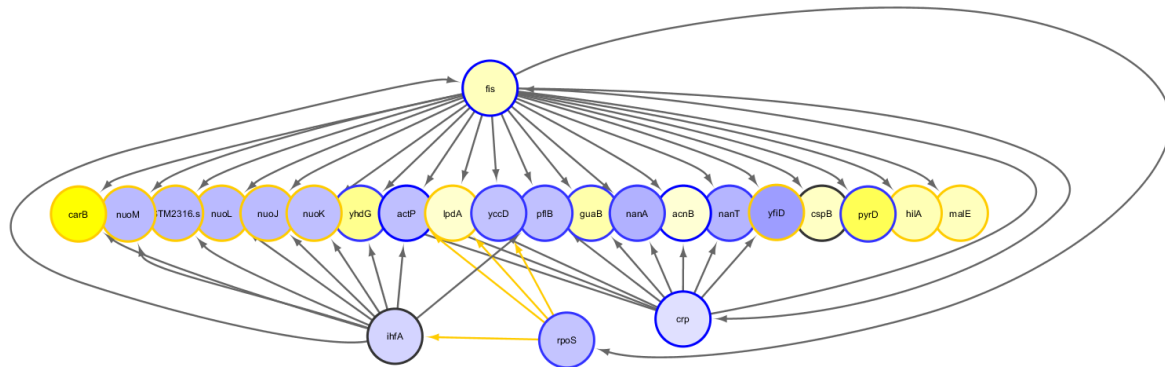 fis
carB
nuoM
STM2316.s
nuoL
nuoJ
nuoK
yhdG
actP
lpdA
yccD
pflB
guaB
nanA
acnB
nanT
yfiD
cspB
pyrD
hilA
malE
ihfA
rpoS
crp